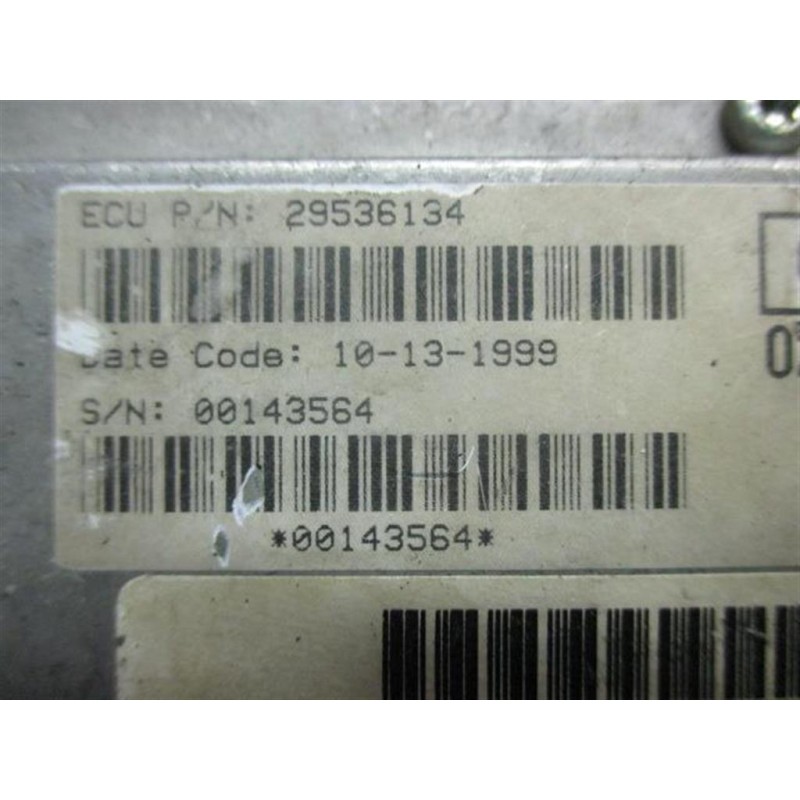 ECU P/N: 29536134
Date Code: 10-13-1999
S/N: 00143564
*00143564*